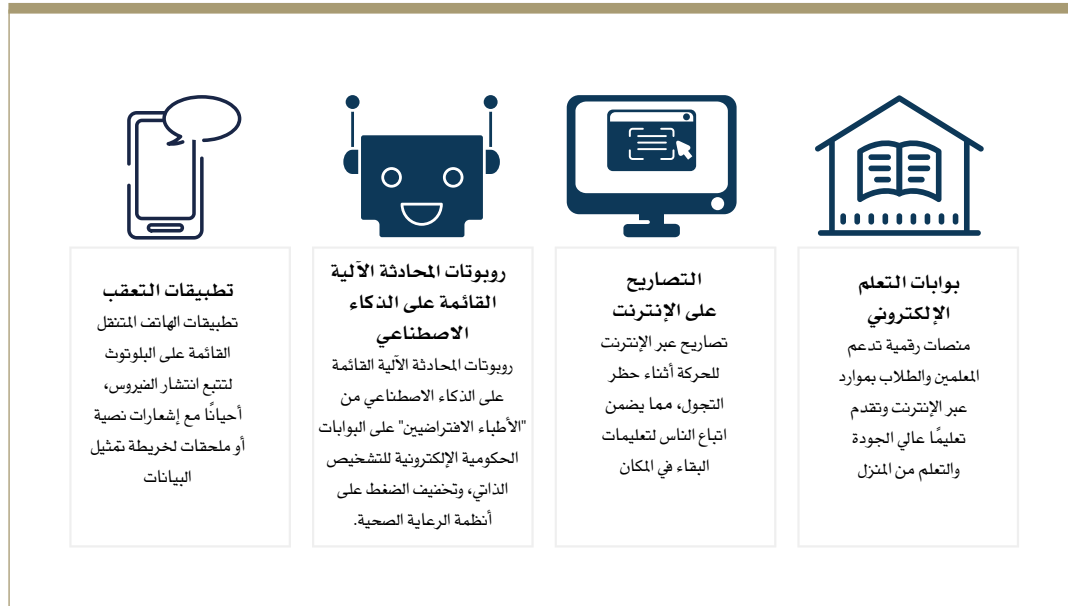 بوابات التعلم
الإلكتروني
منصات رقمية تدعم
المعلمين والطلاب بموارد
عبر الإنترنت وتقدم
تعليمًا عالي الجودة
والتعلم من المنزل
التصاريح
على الإنترنت
تصاريح عبر الإنترنت
للحركة أثناء حظر
التجول، مما يضمن
اتباع الناس لتعليمات
البقاء في المكان
روبوتات المحادثة الآلية
القائمة على الذكاء
الاصطناعي
روبوتات المحادثة الآلية القائمة
على الذكاء الاصطناعي من
"الأطباء الافتراضيين" على البوابات
الحكومية الإلكترونية للتشخيص
الذاتي، وتخفيف الضغط على
أنظمة الرعاية الصحية.
تطبيقات التعقب
تطبيقات الهاتف المتنقل
القائمة على البلوتوث
لتتبع انتشار الفيروس،
أحيانًا مع إشعارات نصية
أو ملحقات لخريطة تمثيل
البيانات